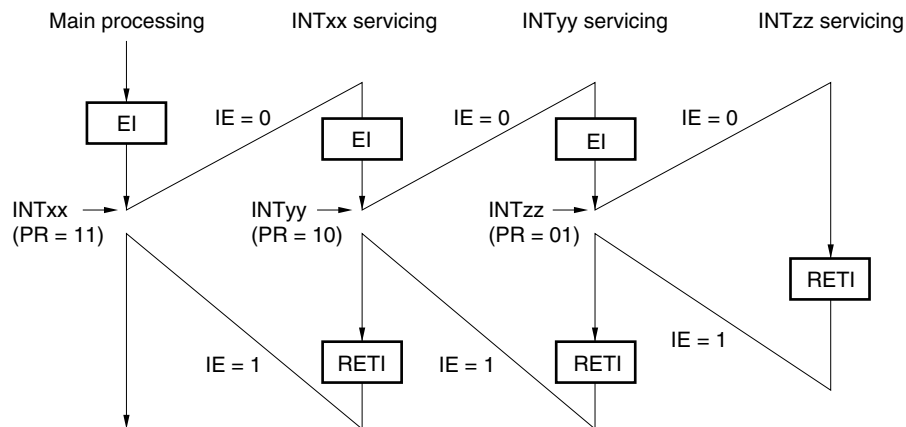 Main processing
INTxx servicing
INTyy servicing
INTzz servicing
EI
IE = 0
EI
IE = 0
EI
IE = 0
INTxx
(PR = 11)
INTyy
(PR = 10)
INTzz
(PR = 01)
RETI
IE = 1
RETI
IE = 1
RETI
IE = 1